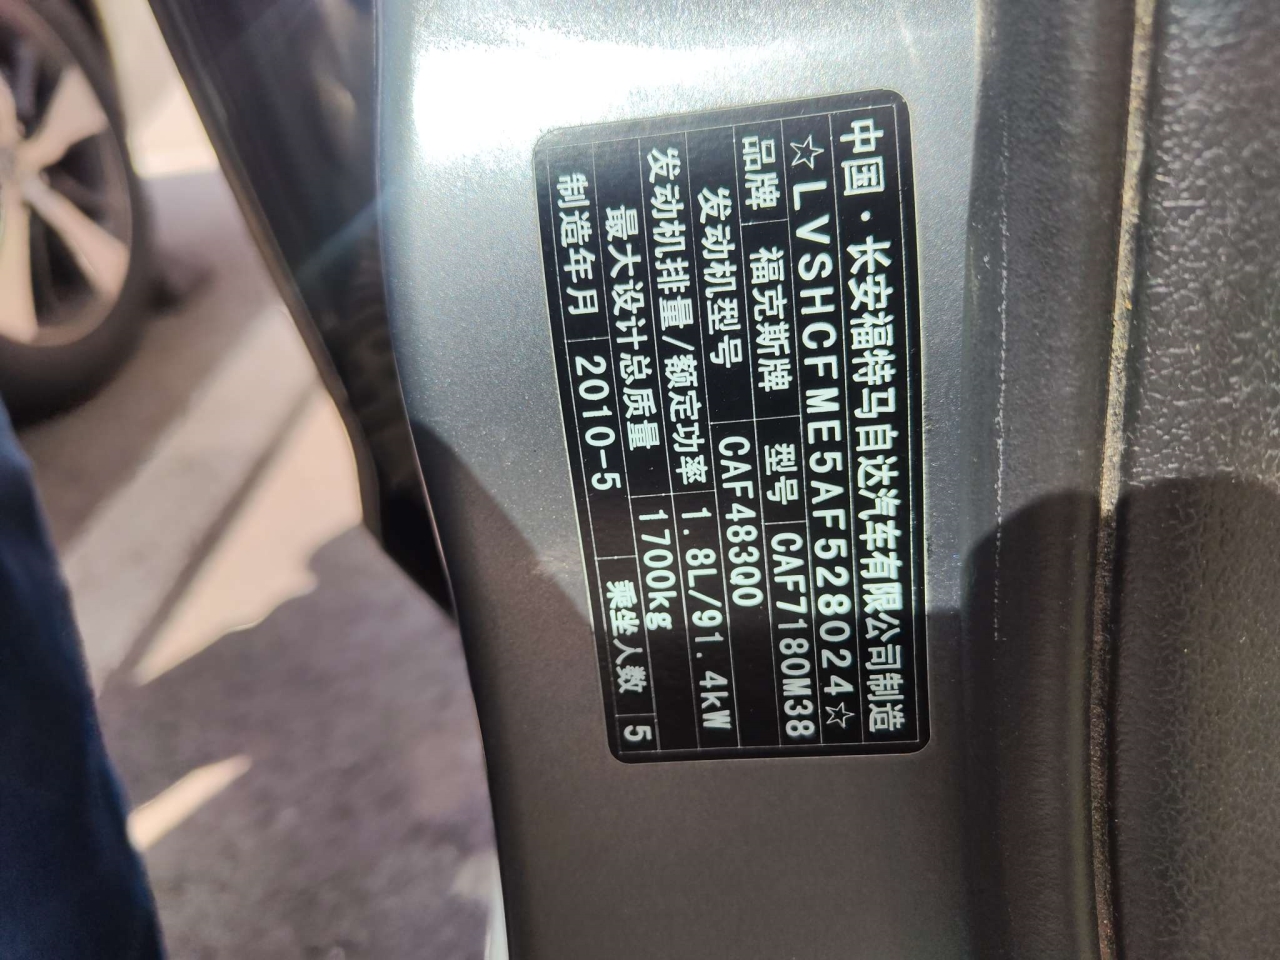 中国·长安福特马自达汽车有限公司制造
☆LVSHCFME5AF528024☆
品牌 福克斯牌 型号 CAF7180M38
发动机型号 CAF483Q0
发动机排量/额定功率 1.8L/91.4kW
最大设计总质量 1700kg
制造年月 2010-5 乘坐人数 5